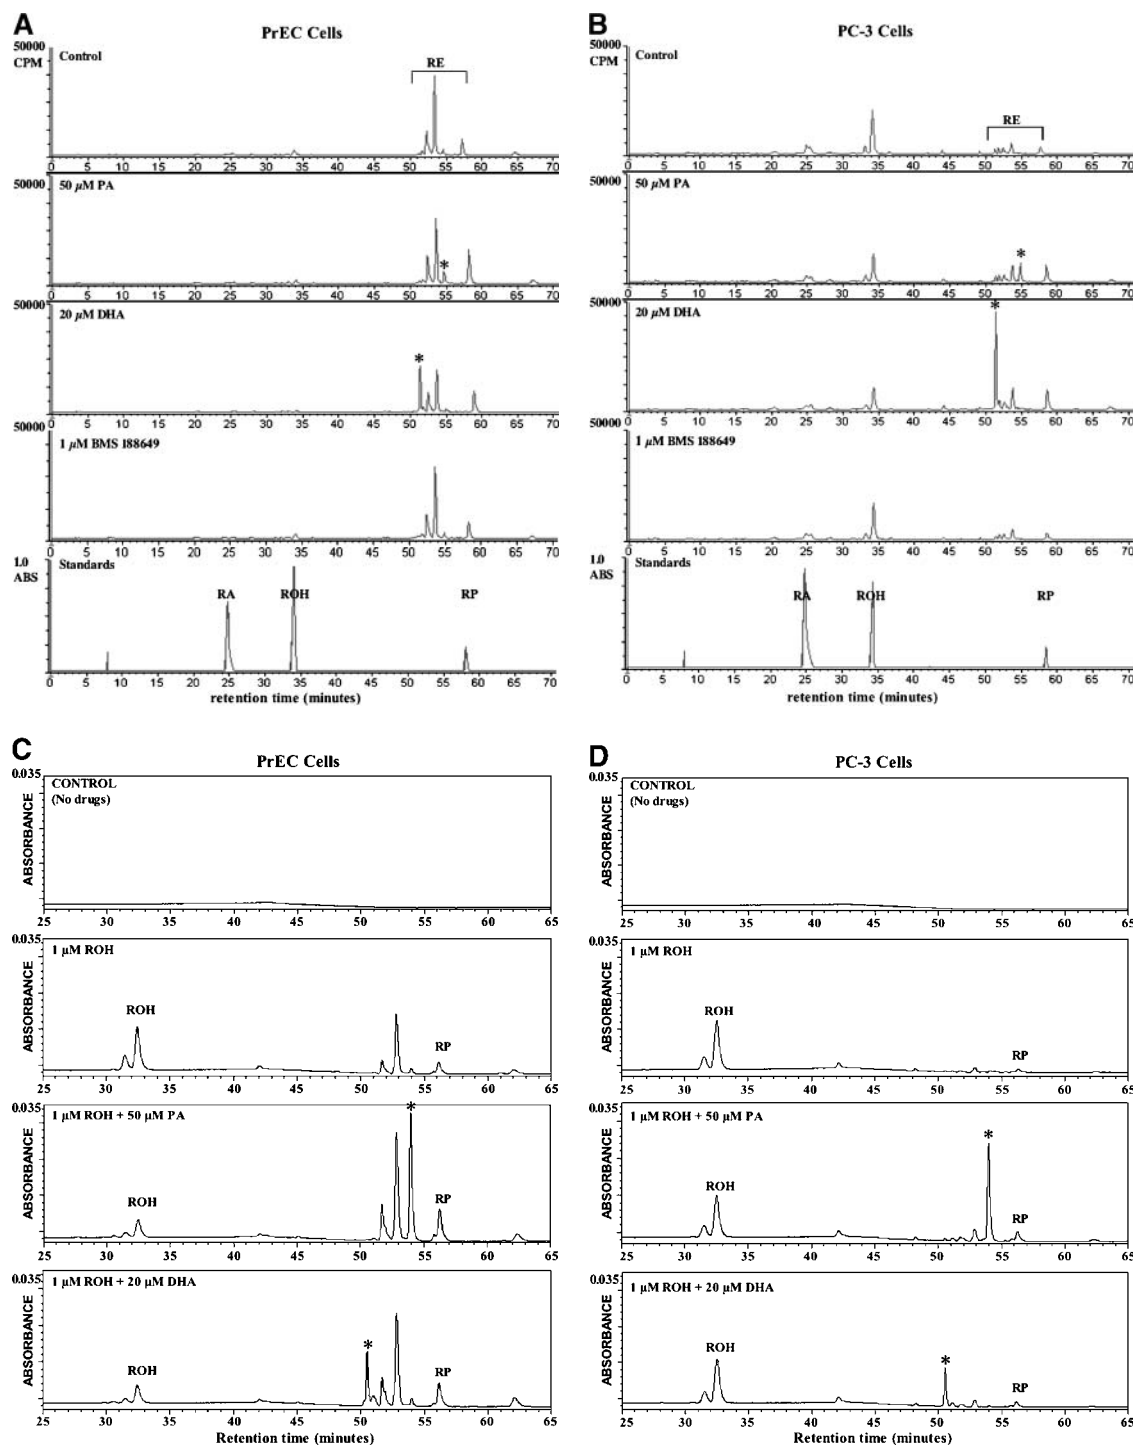 A
PrEC Cells
50000
CPM
Control
RE
0 5 10 15 20 25 30 35 40 45 50 55 60 65 70
50000
50 µM PA
*
0 5 10 15 20 25 30 35 40 45 50 55 60 65 70
50000
20 µM DHA
*
0 5 10 15 20 25 30 35 40 45 50 55 60 65 70
50000
1 µM BMS 188649
0 5 10 15 20 25 30 35 40 45 50 55 60 65 70
1.0
ABS
Standards
RA ROH RP
0 5 10 15 20 25 30 35 40 45 50 55 60 65 70
retention time (minutes)
B
PC-3 Cells
50000
CPM
Control
RE
0 5 10 15 20 25 30 35 40 45 50 55 60 65 70
50000
50 µM PA
*
0 5 10 15 20 25 30 35 40 45 50 55 60 65 70
50000
20 µM DHA
*
0 5 10 15 20 25 30 35 40 45 50 55 60 65 70
50000
1 µM BMS 188649
0 5 10 15 20 25 30 35 40 45 50 55 60 65 70
1.0
ABS
Standards
RA ROH RP
0 5 10 15 20 25 30 35 40 45 50 55 60 65 70
retention time (minutes)
C
PrEC Cells
0.035
ABSORBANCE
CONTROL
(No drugs)
25 30 35 40 45 50 55 60 65
0.035
ABSORBANCE
1 µM ROH
ROH
RP
25 30 35 40 45 50 55 60 65
0.035
ABSORBANCE
1 µM ROH + 50 µM PA
*
ROH
RP
25 30 35 40 45 50 55 60 65
0.035
ABSORBANCE
1 µM ROH + 20 µM DHA
*
ROH
RP
25 30 35 40 45 50 55 60 65
Retention time (minutes)
D
PC-3 Cells
0.035
ABSORBANCE
CONTROL
(No drugs)
25 30 35 40 45 50 55 60 65
0.035
ABSORBANCE
1 µM ROH
ROH
RP
25 30 35 40 45 50 55 60 65
0.035
ABSORBANCE
1 µM ROH + 50 µM PA
*
ROH
RP
25 30 35 40 45 50 55 60 65
0.035
ABSORBANCE
1 µM ROH + 20 µM DHA
*
ROH
RP
25 30 35 40 45 50 55 60 65
Retention time (minutes)